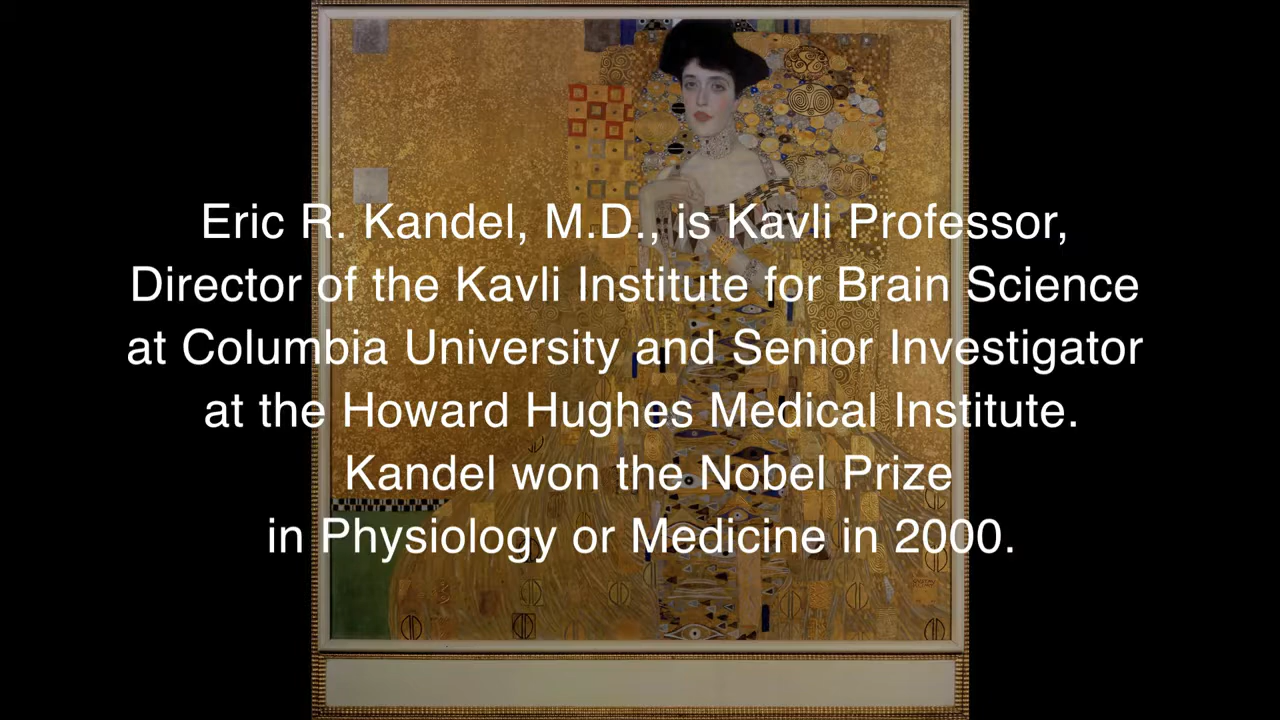 Eric R. Kandel, M.D., is Kavli Professor,
Director of the Kavli Institute for Brain Science
at Columbia University and Senior Investigator
at the Howard Hughes Medical Institute.
Kandel won the Nobel Prize
in Physiology or Medicine in 2000.